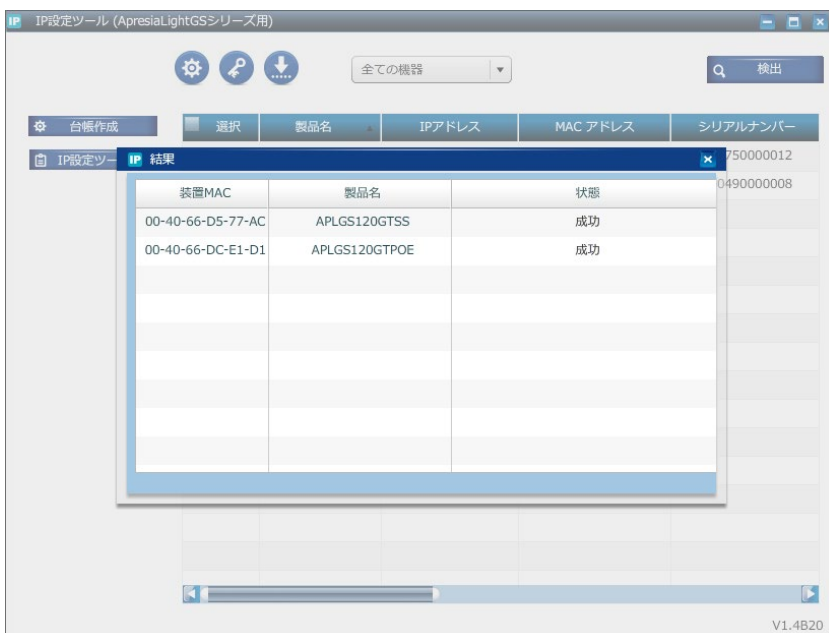 IP IP設定ツール (ApresiaLightGSシリーズ用)
全ての機器
検出
台帳作成
選択 製品名 IPアドレス MAC アドレス シリアルナンバー
IP設定ツー
750000012
0490000008
IP 結果
装置MAC 製品名 状態
00-40-66-D5-77-AC APLGS120GTSS 成功
00-40-66-DC-E1-D1 APLGS120GTPOE 成功
V1.4B20